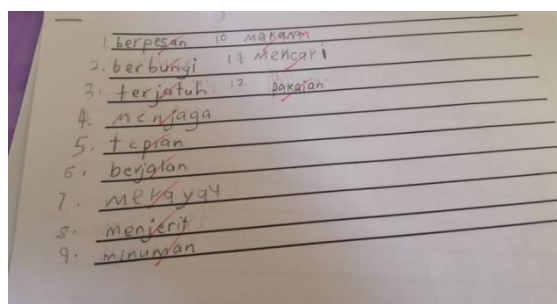 1. berpesan 10 makanan
2. berbunyi 11 mencari
3. terjatuh 12 pakaian
4. menjaga
5. tepian
6. berjalan
7. merayau
8. menjerit
9. minuman